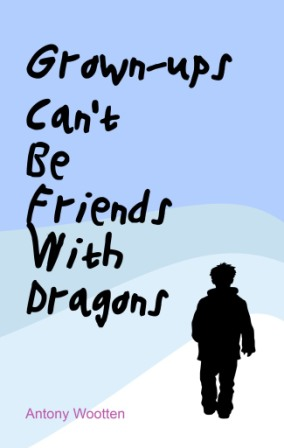 Grown-ups
Can't
Be
Friends
With
Dragons
Antony Wootten